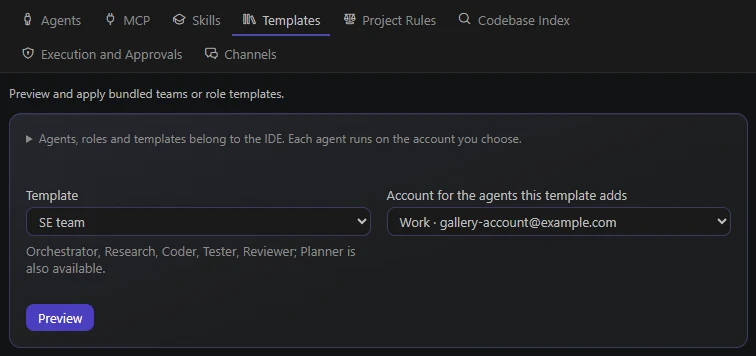 Agents MCP Skills Templates Project Rules Codebase Index
Execution and Approvals Channels
Preview and apply bundled teams or role templates.
Agents, roles and templates belong to the IDE. Each agent runs on the account you choose.
Template
SE team
Orchestrator, Research, Coder, Tester, Reviewer; Planner is
also available.
Account for the agents this template adds
Work · gallery-account@example.com
Preview